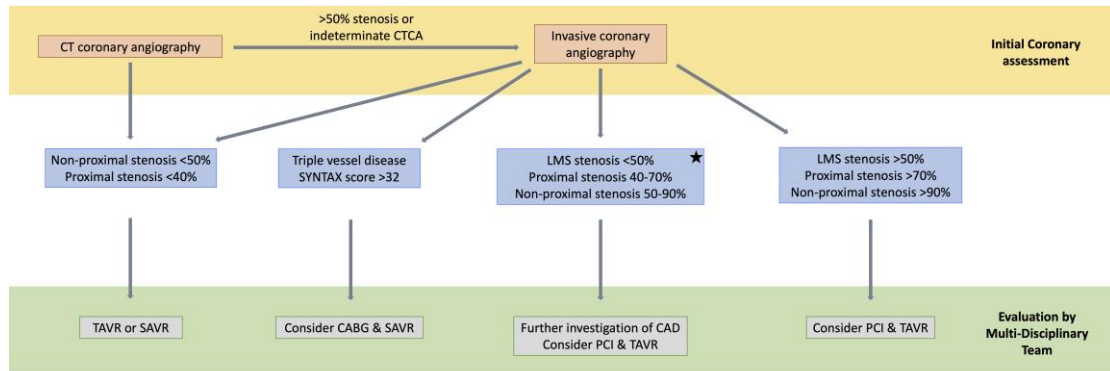 >50% stenosis or
indeterminate CTCA
CT coronary angiography
Invasive coronary
angiography
Initial Coronary
assessment
Non-proximal stenosis <50%
Proximal stenosis <40%
Triple vessel disease
SYNTAX score >32
LMS stenosis <50%
Proximal 40-70%
Non-proximal stenosis 50-90%
LMS stenosis >50%
Proximal >70%
Non-proximal stenosis >90%
TAVR or SAVR
Consider CABG & SAVR
Further investigation of CAD
Consider PCI & TAVR
Consider PCI & TAVR
Evaluation by
Multi-Disciplinary
Team